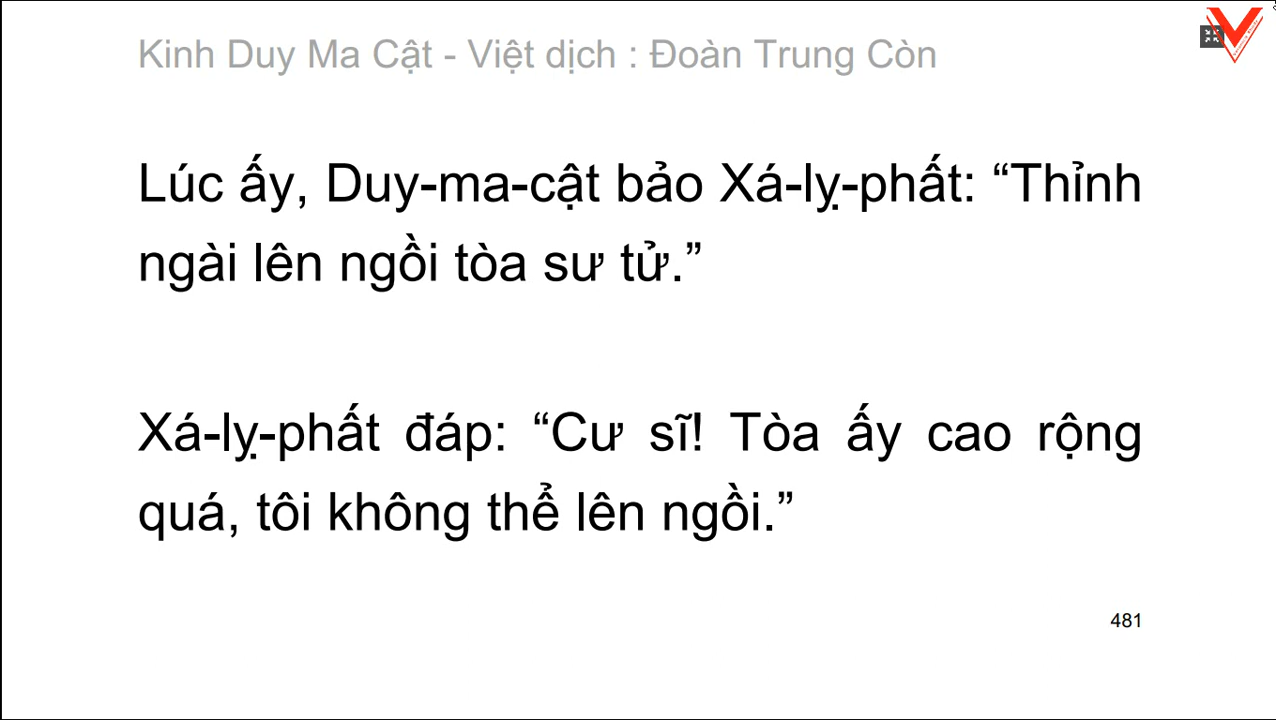 Kinh Duy Ma Cật - Việt dịch : Đoàn Trung Còn
Lúc ấy, Duy-ma-cật bảo Xá-lỵ-phất: “Thỉnh
ngài lên ngồi tòa sư tử.”
Xá-lỵ-phất đáp: “Cư sĩ! Tòa ấy cao rộng
quá, tôi không thể lên ngồi.”
481